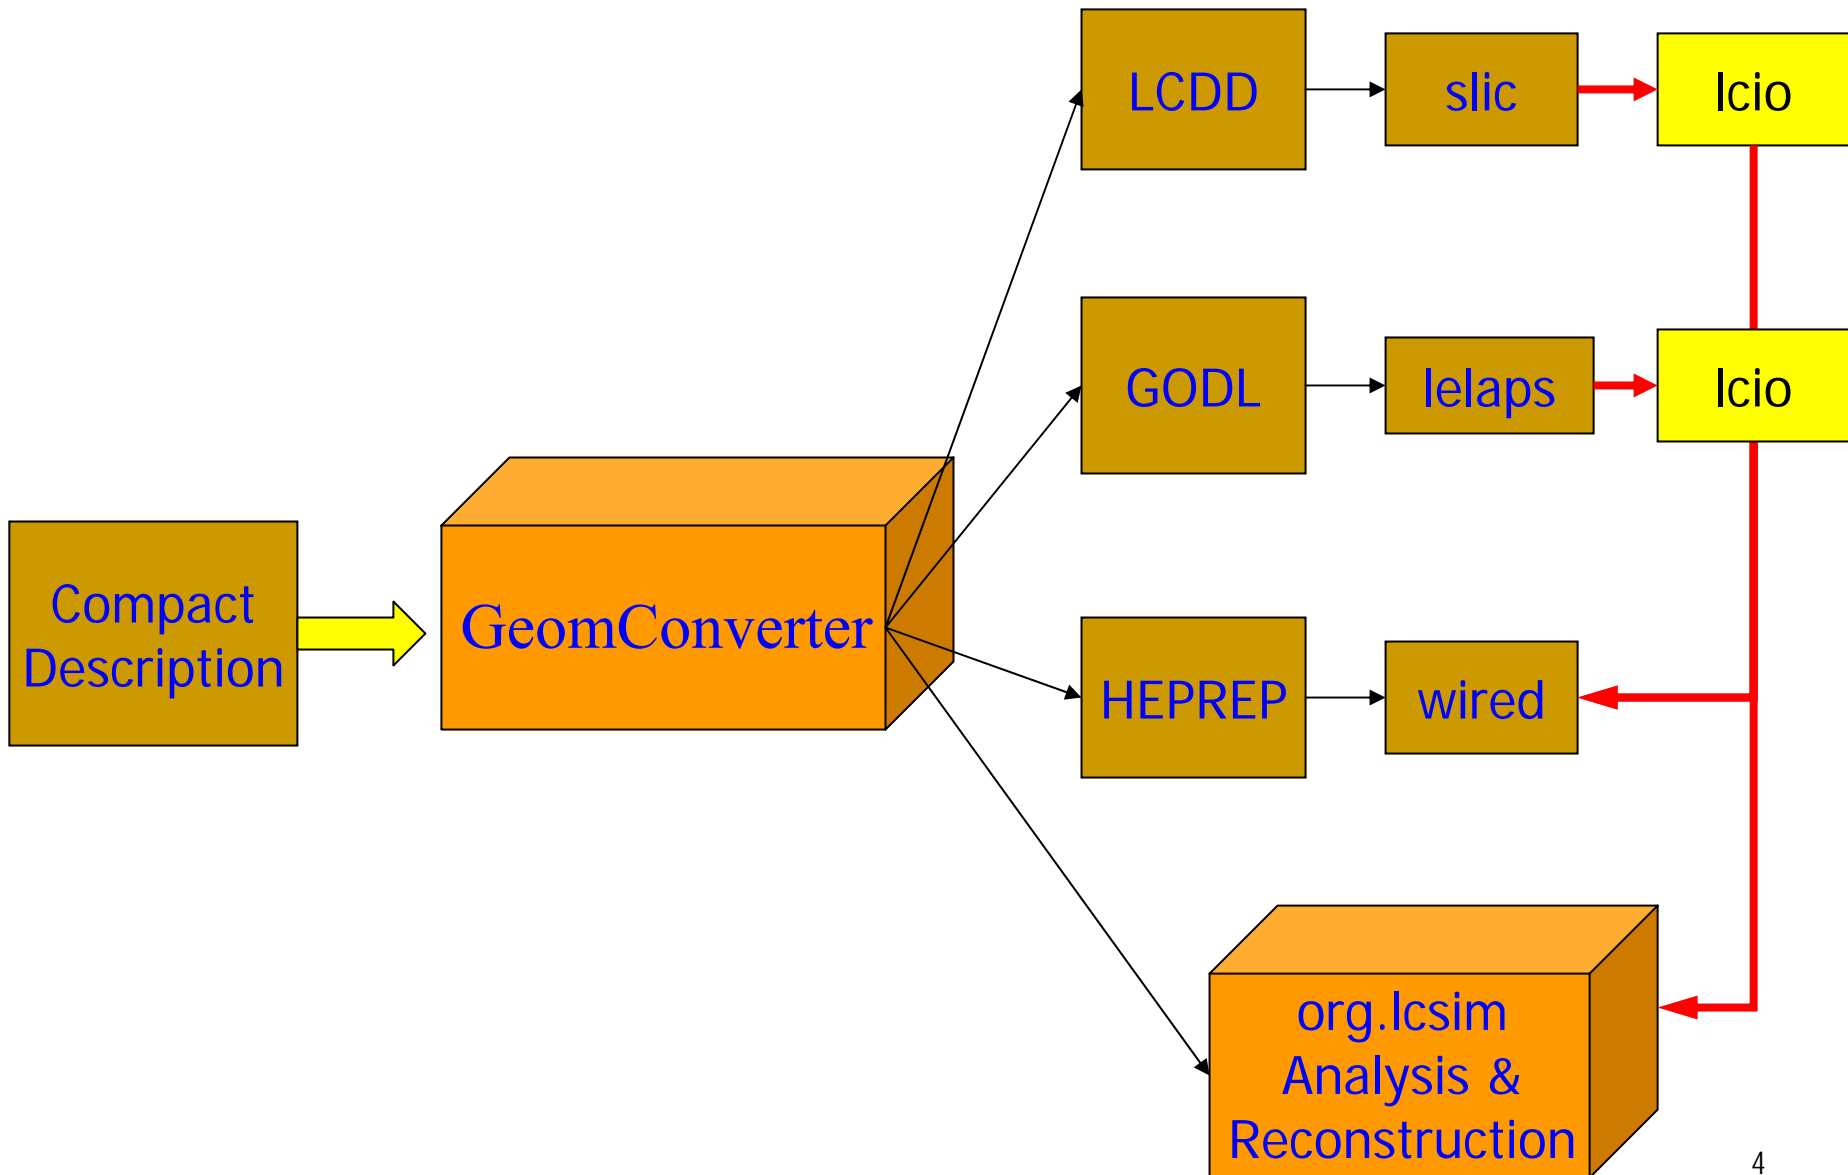 LCDD
slic
lcio
GODL
lelaps
lcio
Compact
Description
GeomConverter
HEPREP
wired
org.lcsim
Analysis &
Reconstruction
4